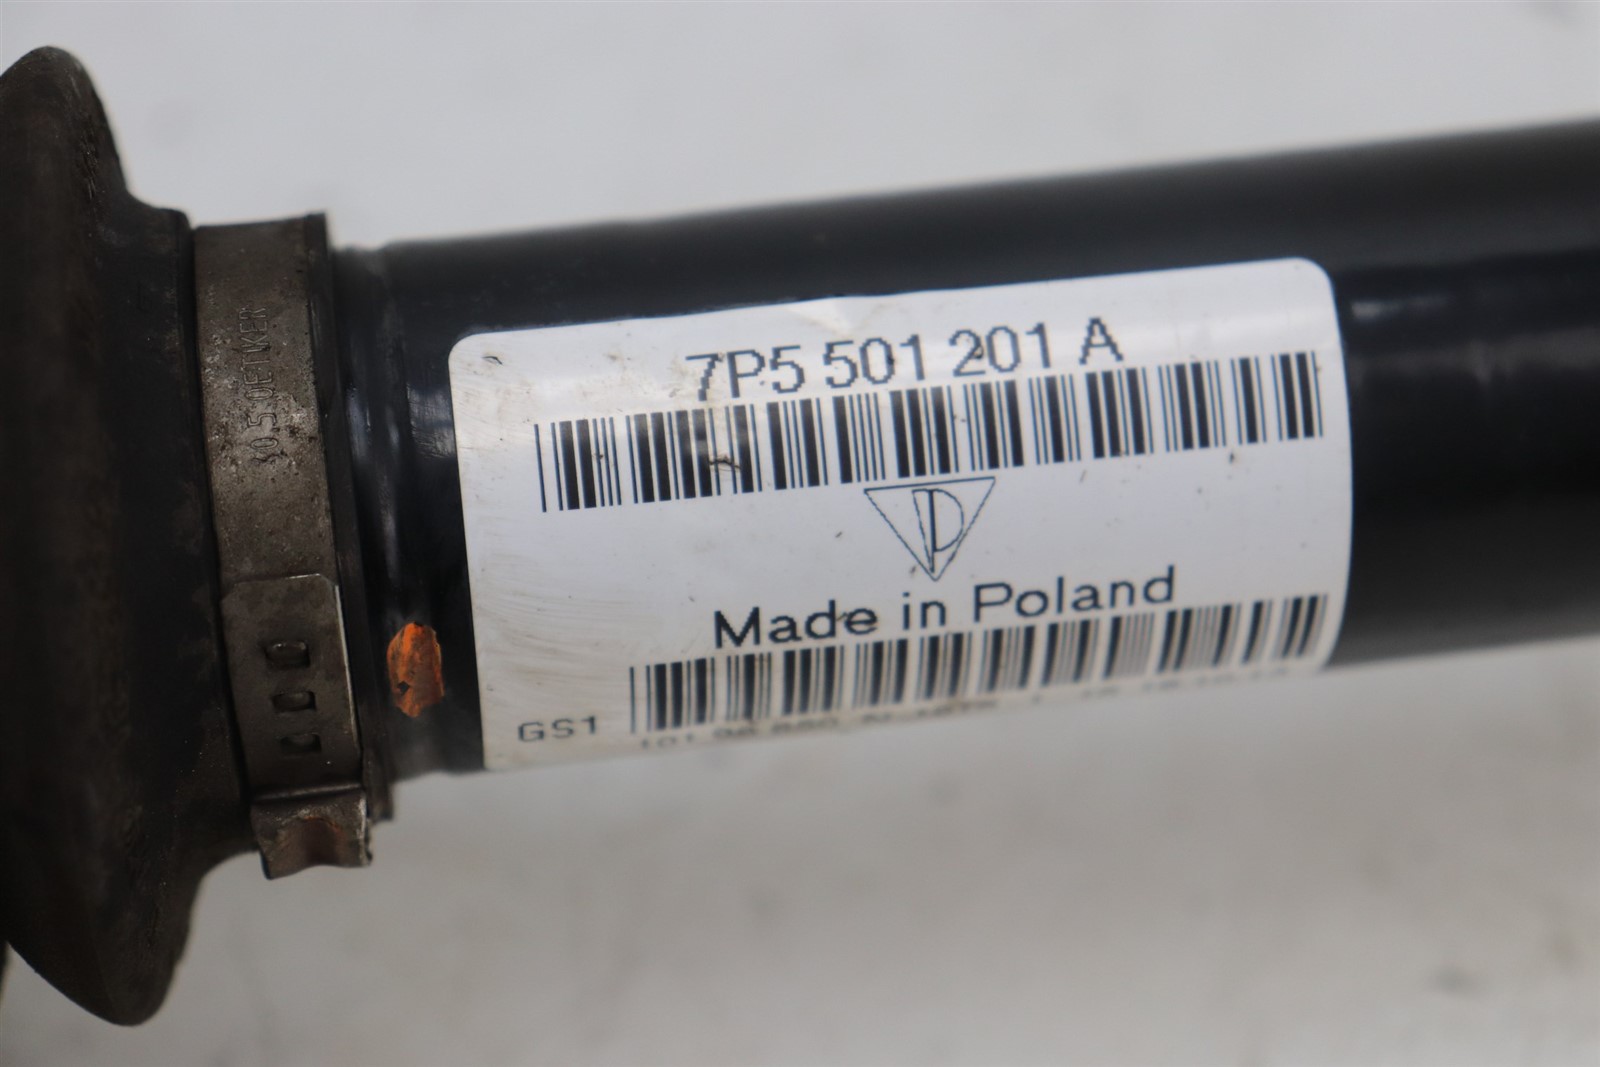 7P5 501 201 A
Made in Poland
GS1
OETIKER